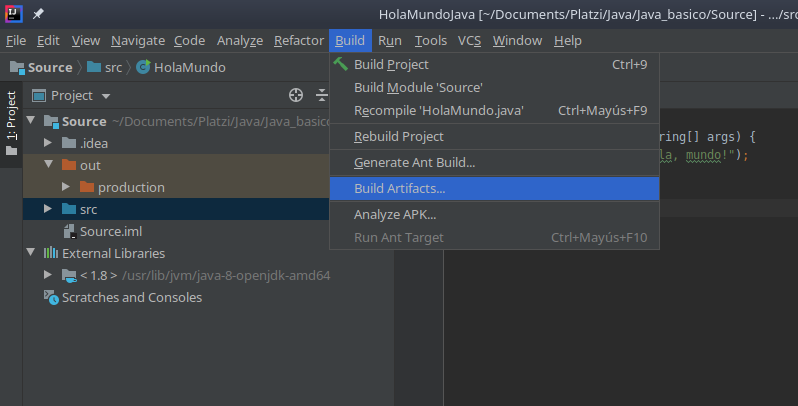 HolaMundoJava [~/Documents/Platzi/Java/Java_basico/Source] - .../src
File Edit View Navigate Code Analyze Refactor Build Run Tools VCS Window Help
Source src HolaMundo
Build Project Ctrl+9
Build Module 'Source'
Recompile 'HolaMundo.java' Ctrl+Mayús+F9
Rebuild Project
Generate Ant Build...
Build Artifacts...
Analyze APK...
Run Ant Target Ctrl+Mayús+F10
1: Project
Project
Source ~/Documents/Platzi/Java/Java_basico
.idea
out
production
src
Source.iml
External Libraries
< 1.8 > /usr/lib/jvm/java-8-openjdk-amd64
Scratches and Consoles
ring[] args) {
la, mundo!");